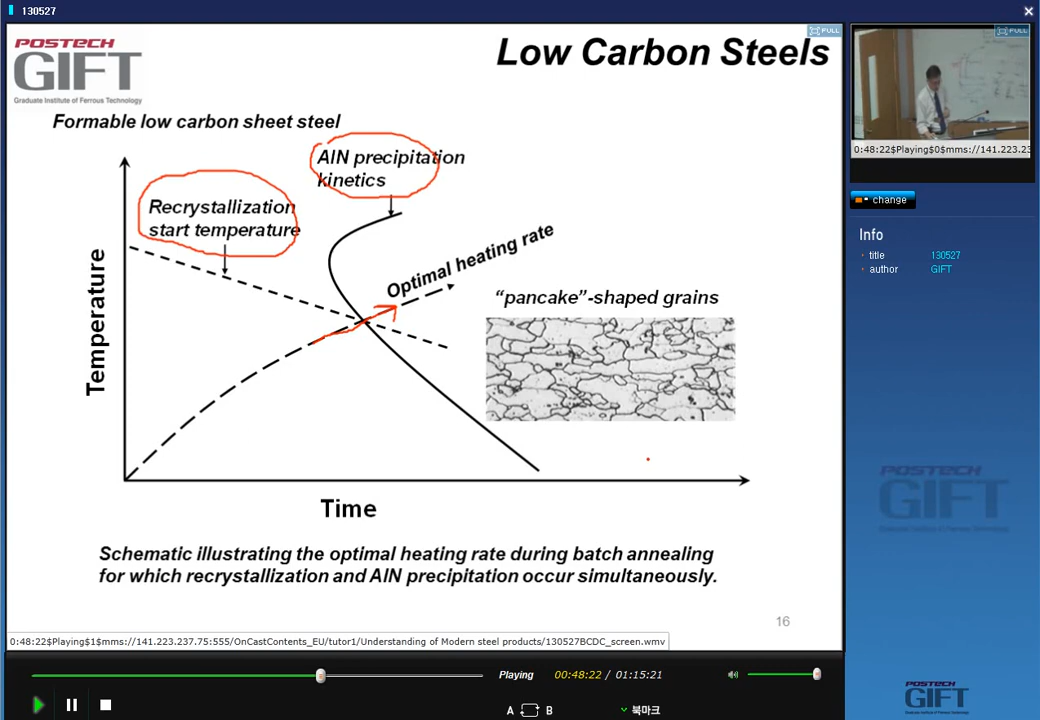 130527
POSTECH
GIFT
Graduate Institute of Ferrous Technology
FULL
Low Carbon Steels
Formable low carbon sheet steel
AlN precipitation
kinetics
Recrystallization
start temperature
Optimal heating rate
"pancake"-shaped grains
Temperature
Time
Schematic illustrating the optimal heating rate during batch annealing
for which recrystallization and AlN precipitation occur simultaneously.
16
0:48:22$Playing$1$mms://141.223.237.75:555/OnCastContents_EU/tutor1/Understanding of Modern steel products/130527BCDC_screen.wmv
FULL
0:48:22$Playing$0$mms://141.223.23
change
Info
title 130527
author GIFT
POSTECH
GIFT
Playing 00:48:22 / 01:15:21
A B 북마크
POSTECH
GIFT